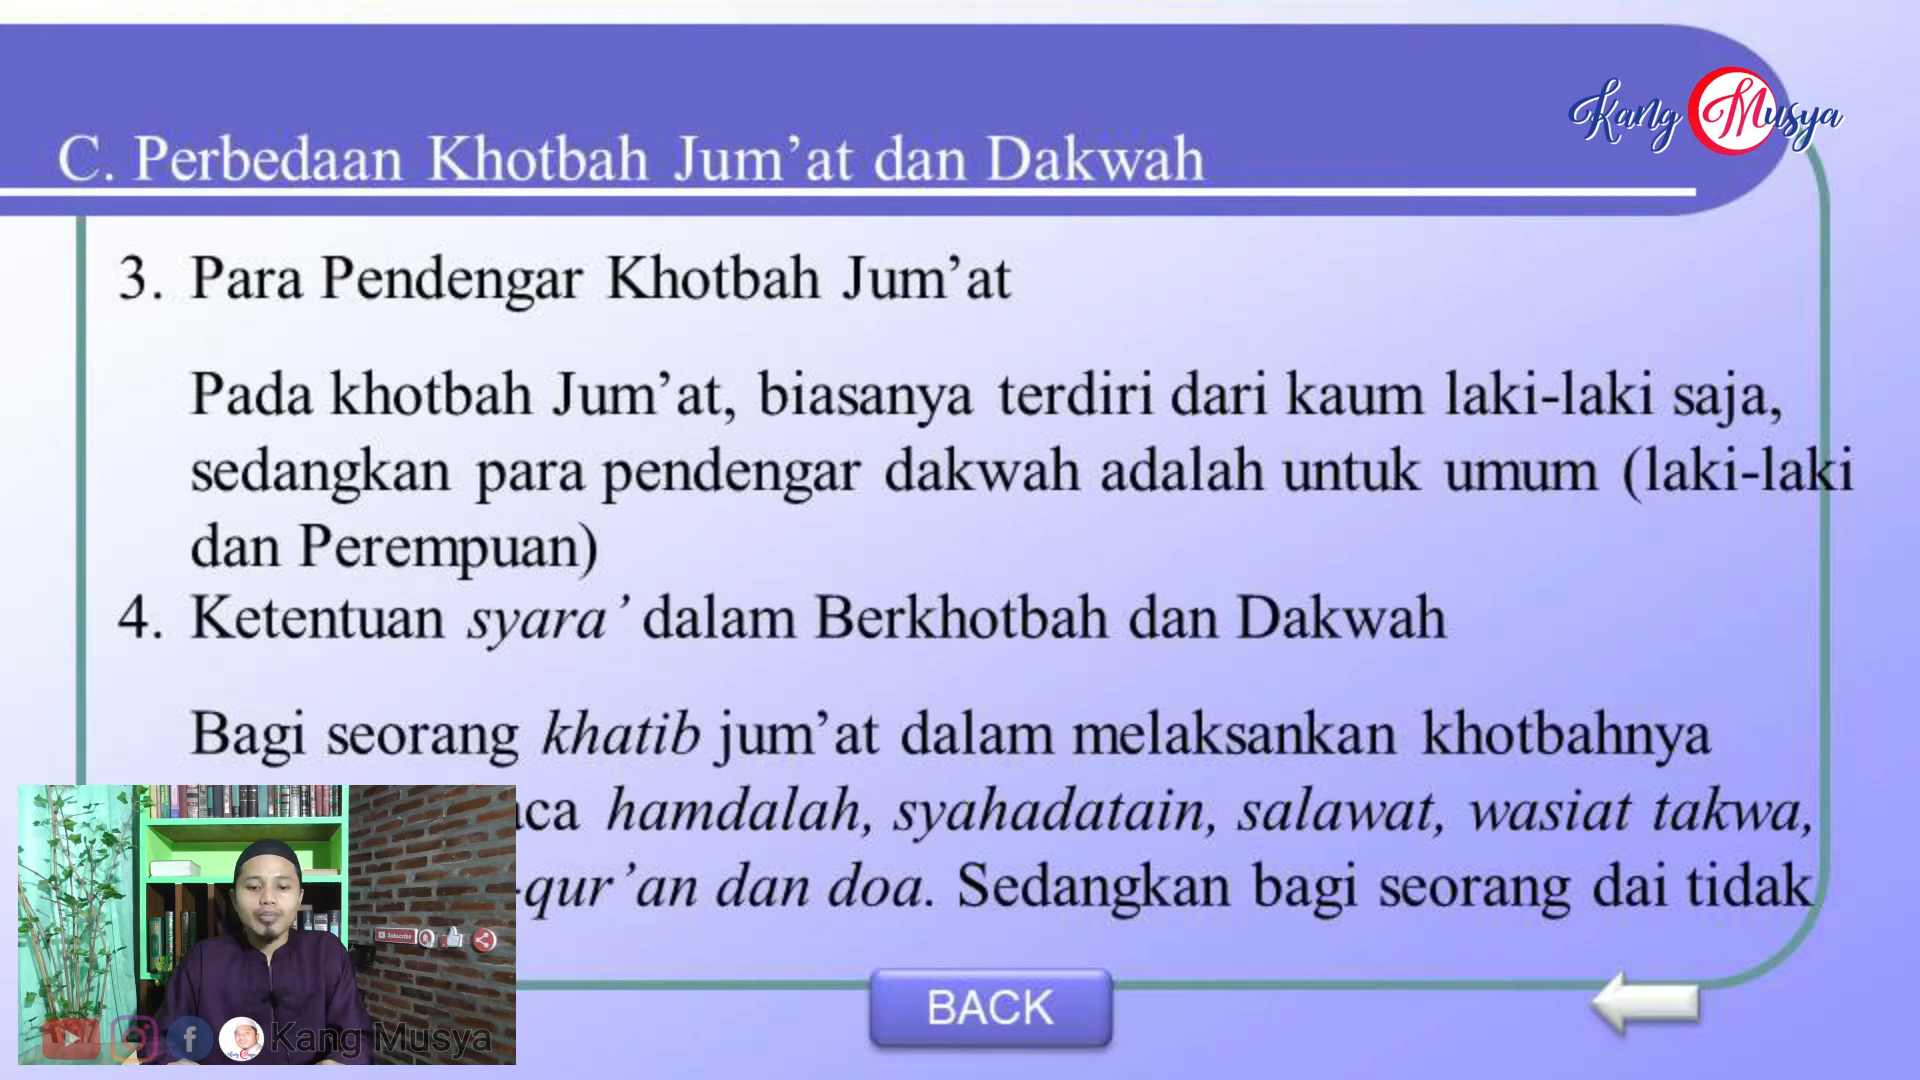 Kang Musya
C. Perbedaan Khotbah Jum’at dan Dakwah
3. Para Pendengar Khotbah Jum’at
Pada khotbah Jum’at, biasanya terdiri dari kaum laki-laki saja,
sedangkan para pendengar dakwah adalah untuk umum (laki-laki
dan Perempuan)
4. Ketentuan syara’ dalam Berkhotbah dan Dakwah
Bagi seorang khatib jum’at dalam melaksankan khotbahnya
hamdalah, syahadatain, salawat, wasiat takwa,
-qur’an dan doa. Sedangkan bagi seorang dai tidak
Subscribe
Kang Musya
BACK